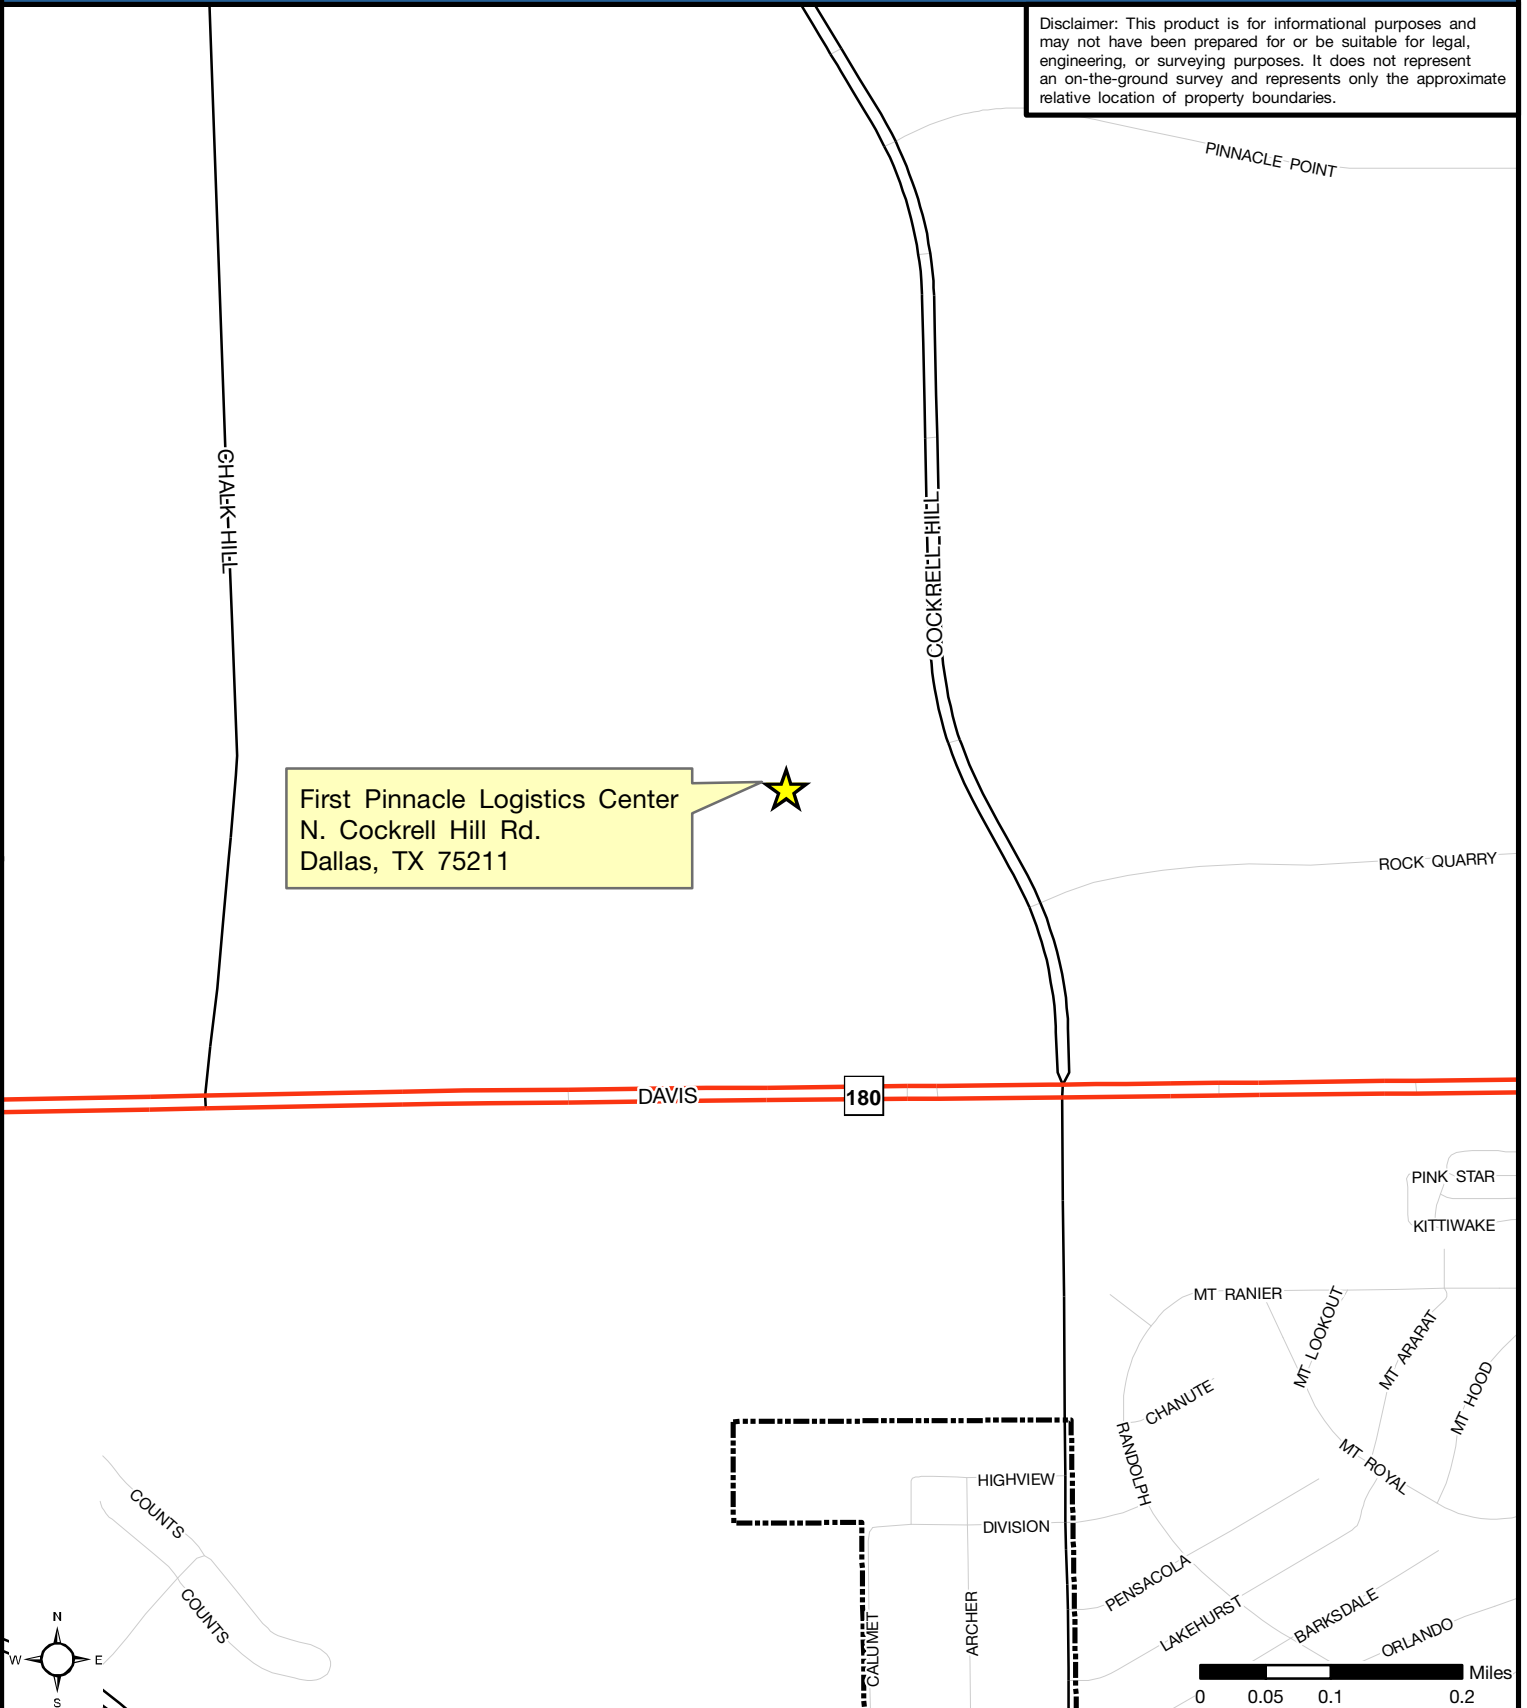 Disclaimer: This product is for informational purposes and
may not have been prepared for or be suitable for legal,
engineering, or surveying purposes. It does not represent
an on-the-ground survey and represents only the approximate
relative location of property boundaries.
PINNACLE POINT
CHALK HILL
COCKRELL HILL
First Pinnacle Logistics Center
N. Cockrell Hill Rd.
Dallas, TX 75211
ROCK QUARRY
DAVIS
180
PINK STAR
KITTIWAKE
MT RANIER
MT LOOKOUT
MT ARARAT
MT HOOD
CHANUTE
RANDOLPH
MT ROYAL
HIGHVIEW
DIVISION
COUNTS
COUNTS
PENSACOLA
LAKEHURST
BARKSDALE
ORLANDO
CALUMET
ARCHER
N
W
E
S
Miles
0 0.05 0.1 0.2